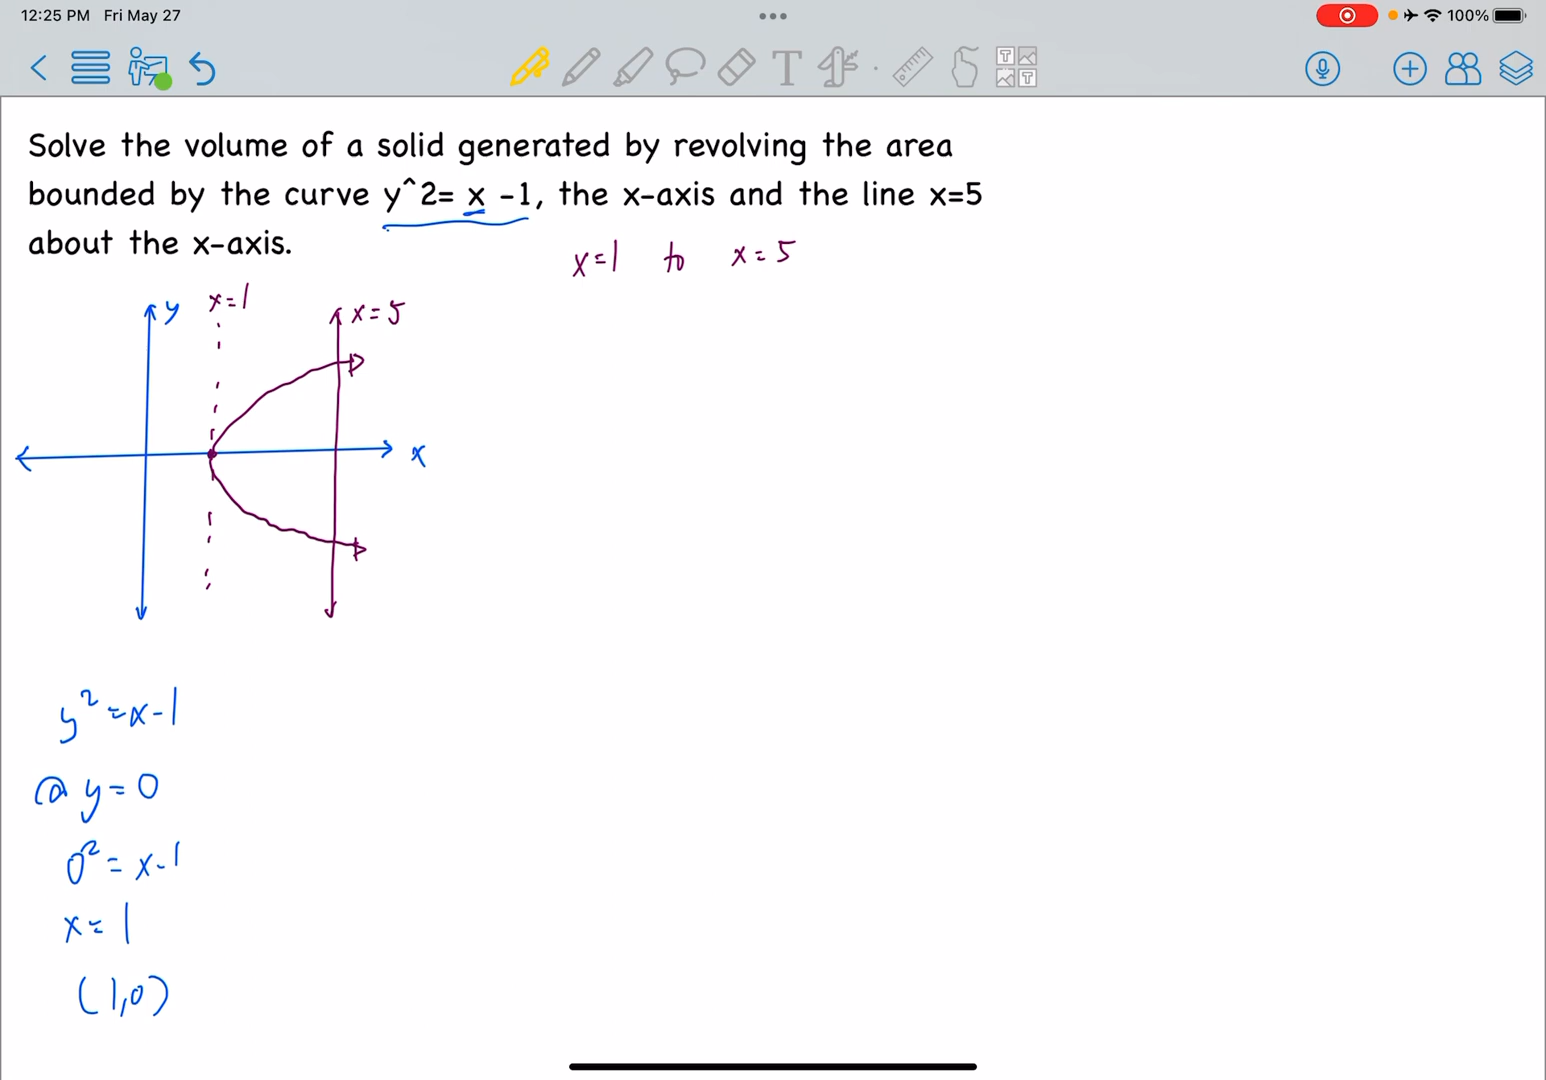 12:25 PM Fri May 27
100%
Solve the volume of a solid generated by revolving the area
bounded by the curve y^2= x -1, the x-axis and the line x=5
about the x-axis.
x=1 to x=5
x=1
y
x=5
x
y² = x-1
@ y = 0
0² = x-1
x = 1
(1,0)